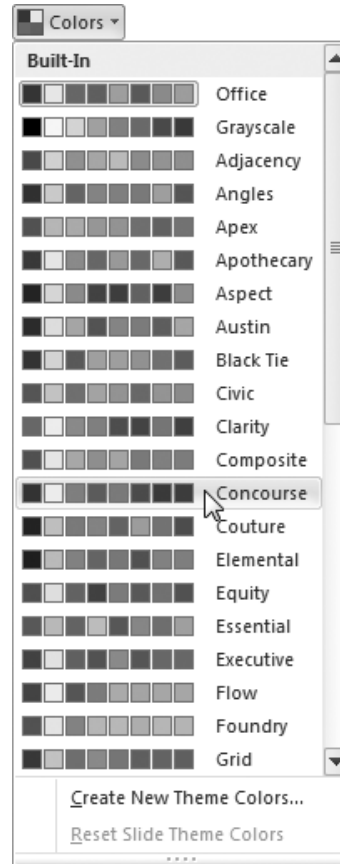 Colors
Built-In
Office
Grayscale
Adjacency
Angles
Apex
Apothecary
Aspect
Austin
Black Tie
Civic
Clarity
Composite
Concourse
Couture
Elemental
Equity
Essential
Executive
Flow
Foundry
Grid
Create New Theme Colors...
Reset Slide Theme Colors